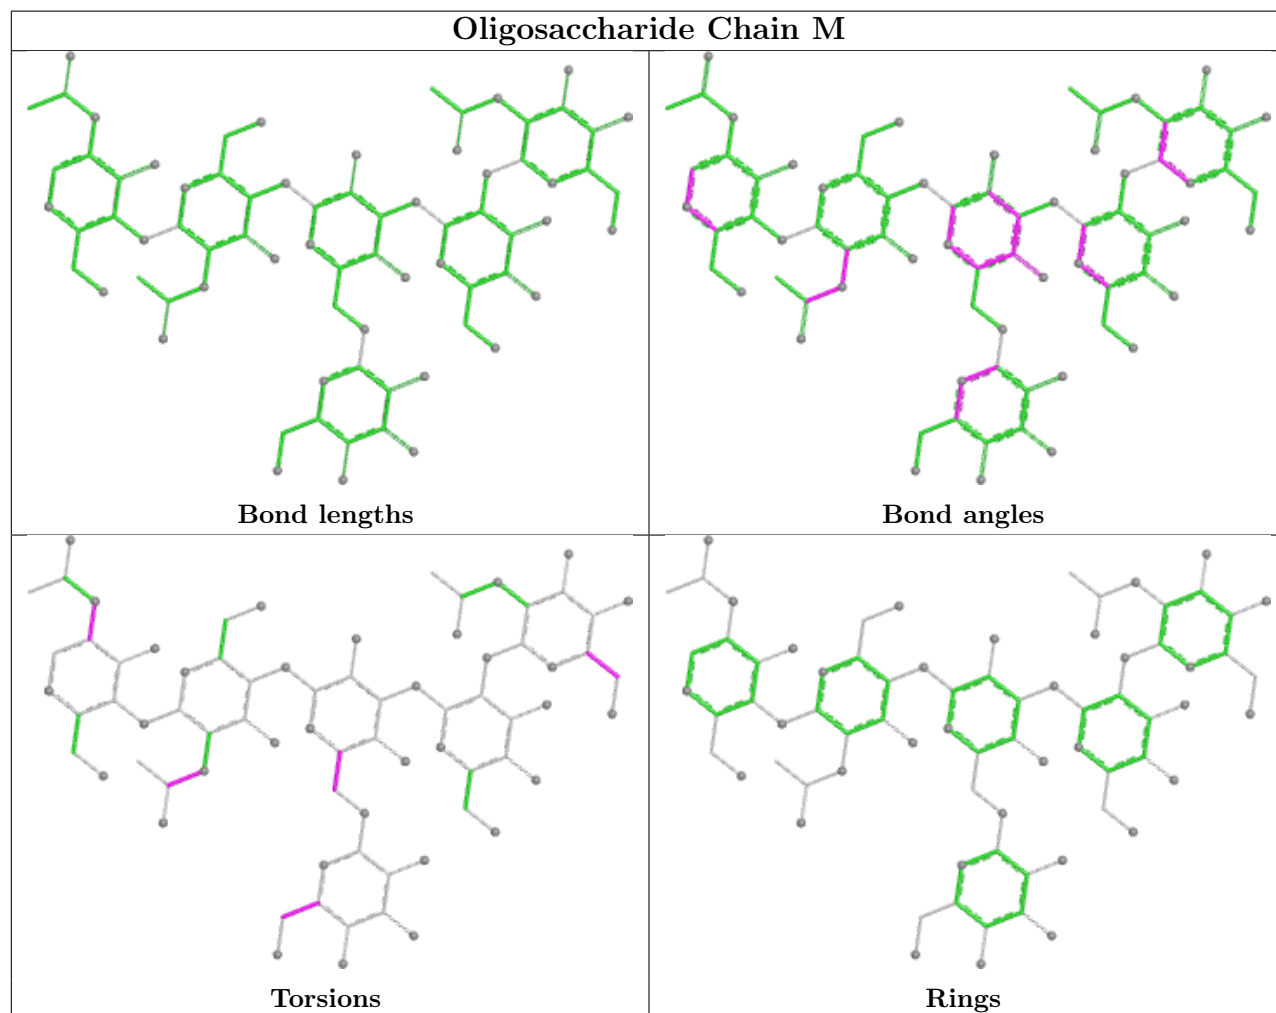 Oligosaccharide Chain M
Bond lengths
Bond angles
Torsions
Rings